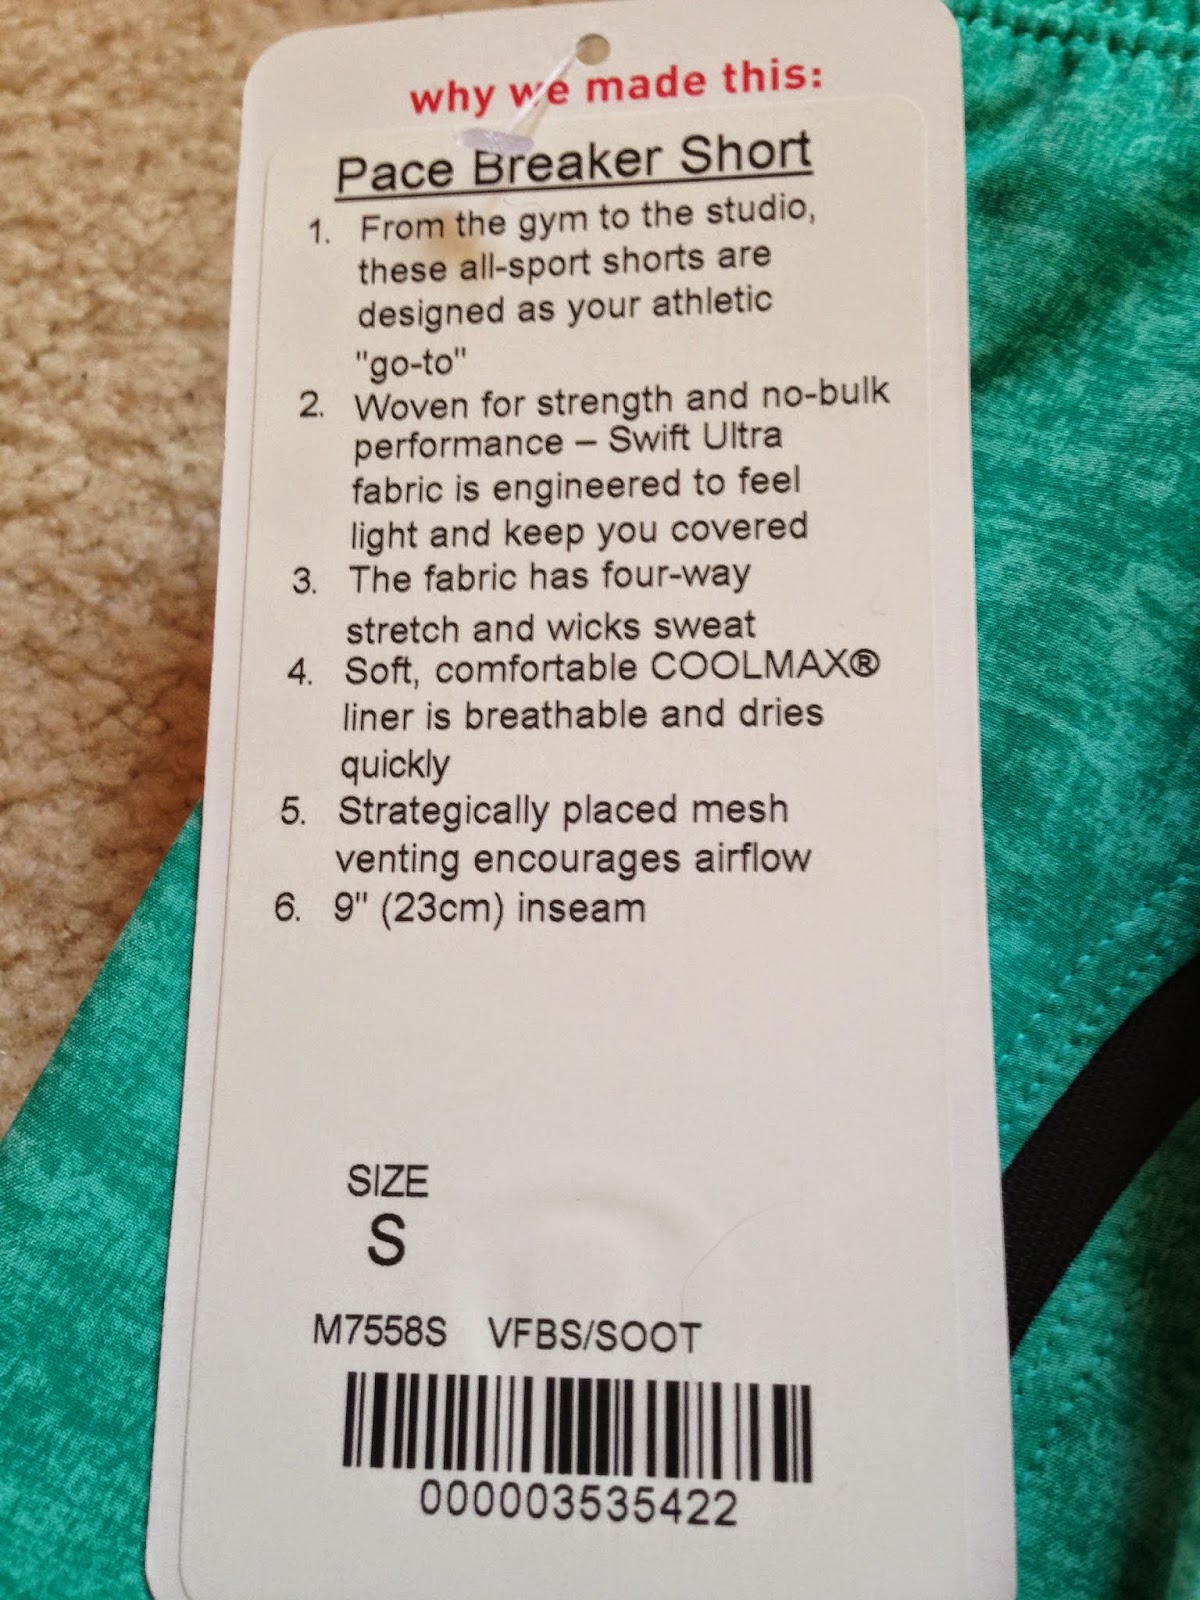 why we made this:
Pace Breaker Short
1. From the gym to the studio,
these all-sport shorts are
designed as your athletic
"go-to"
2. Woven for strength and no-bulk
performance – Swift Ultra
fabric is engineered to feel
light and keep you covered
3. The fabric has four-way
stretch and wicks sweat
4. Soft, comfortable COOLMAX®
liner is breathable and dries
quickly
5. Strategically placed mesh
venting encourages airflow
6. 9" (23cm) inseam
SIZE
S
M7558S VFBS/SOOT
000003535422